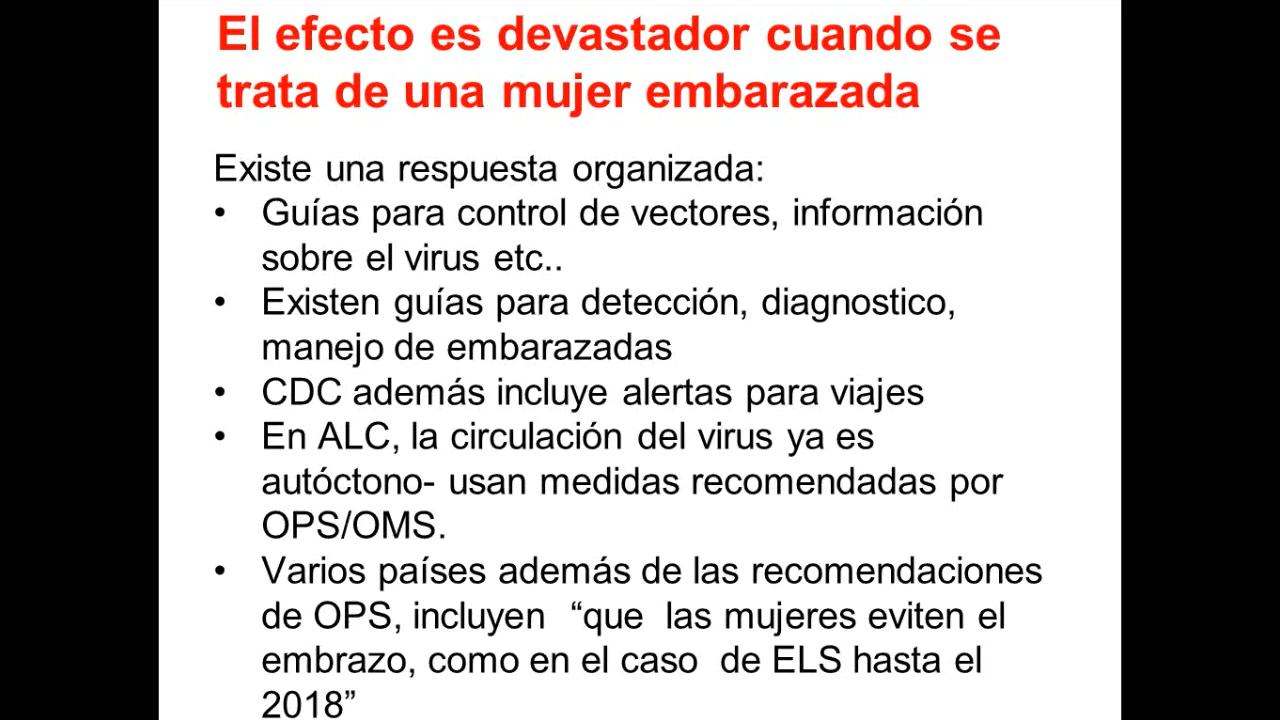 El efecto es devastador cuando se
trata de una mujer embarazada
Existe una respuesta organizada:
• Guías para control de vectores, información
sobre el virus etc..
• Existen guías para detección, diagnostico,
manejo de embarazadas
• CDC además incluye alertas para viajes
• En ALC, la circulación del virus ya es
autóctono- usan medidas recomendadas por
OPS/OMS.
• Varios países además de las recomendaciones
de OPS, incluyen “que las mujeres eviten el
embrazo, como en el caso de ELS hasta el
2018”